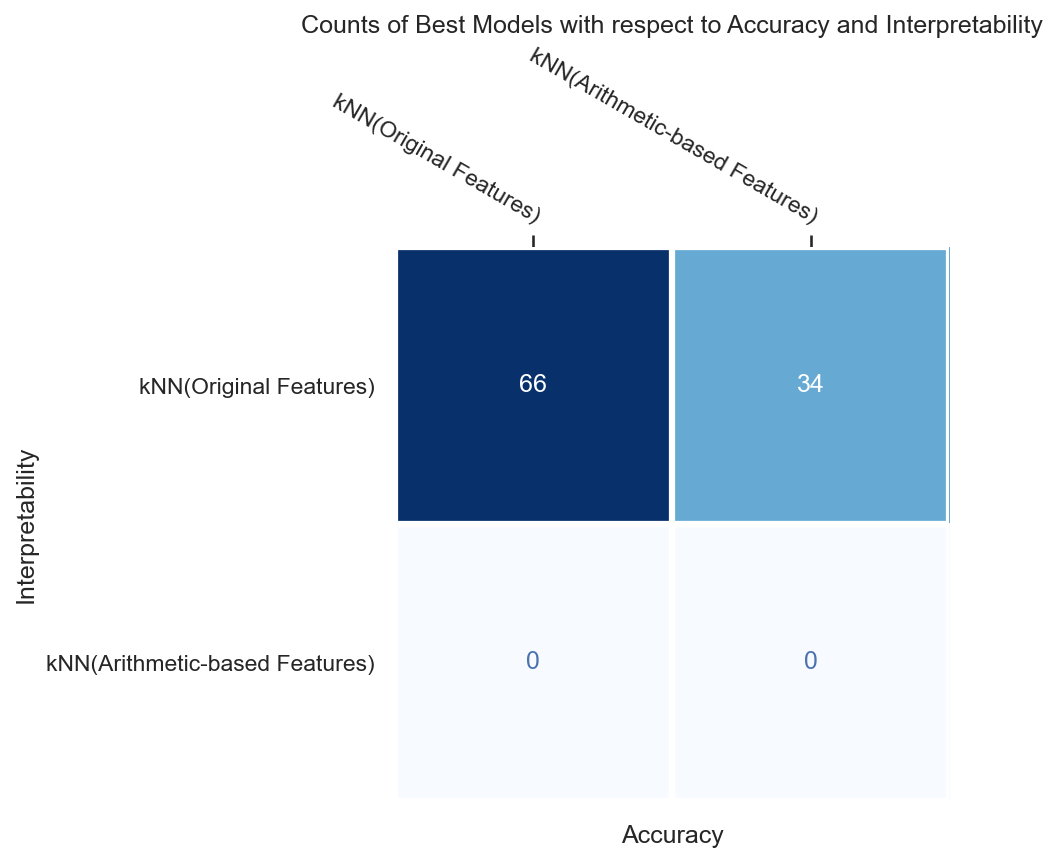 Counts of Best Models with respect to Accuracy and Interpretability
kNN(Original Features)
kNN(Arithmetic-based Features)
kNN(Original Features)
66
34
Interpretability
kNN(Arithmetic-based Features)
0
0
Accuracy